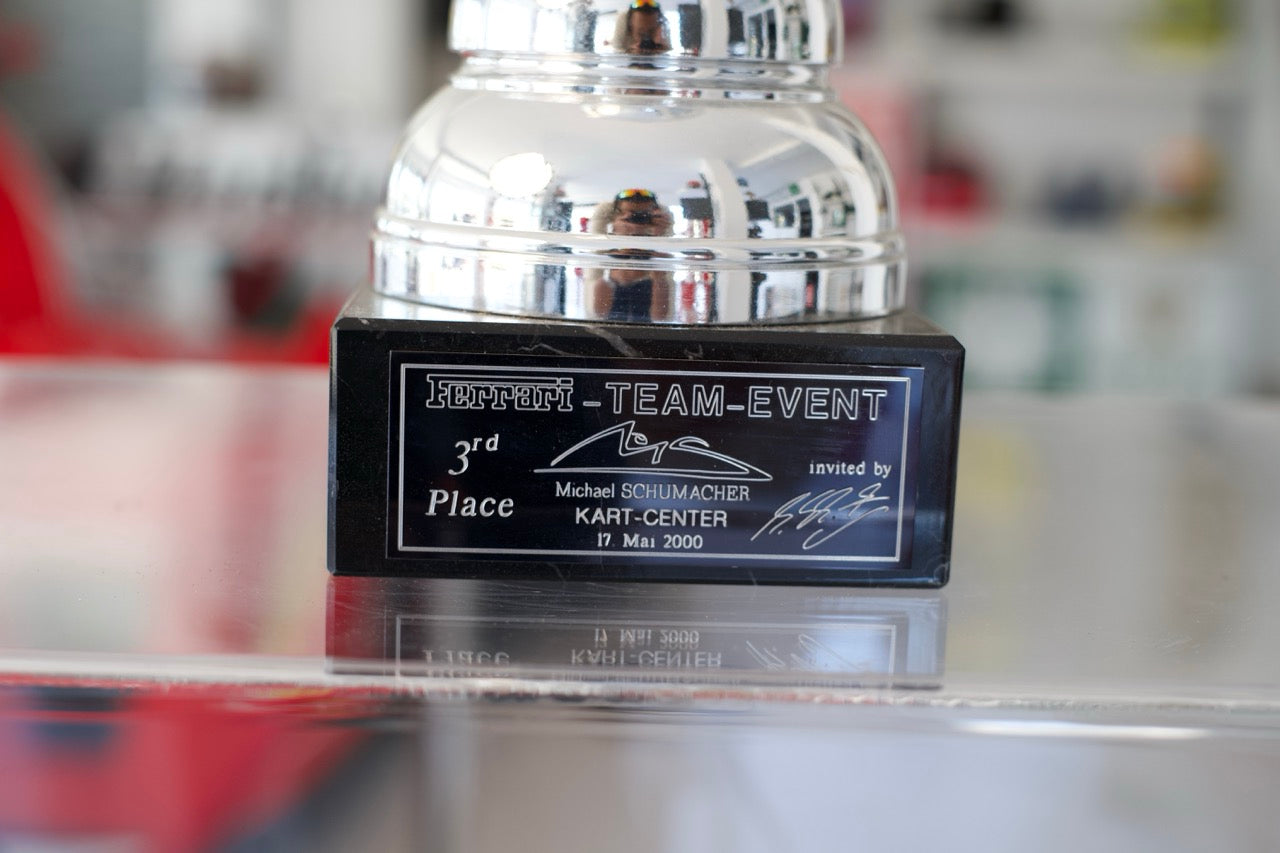 Ferrari -TEAM-EVENT
3rd
Place
Michael SCHUMACHER
KART-CENTER
17. Mai 2000
invited by